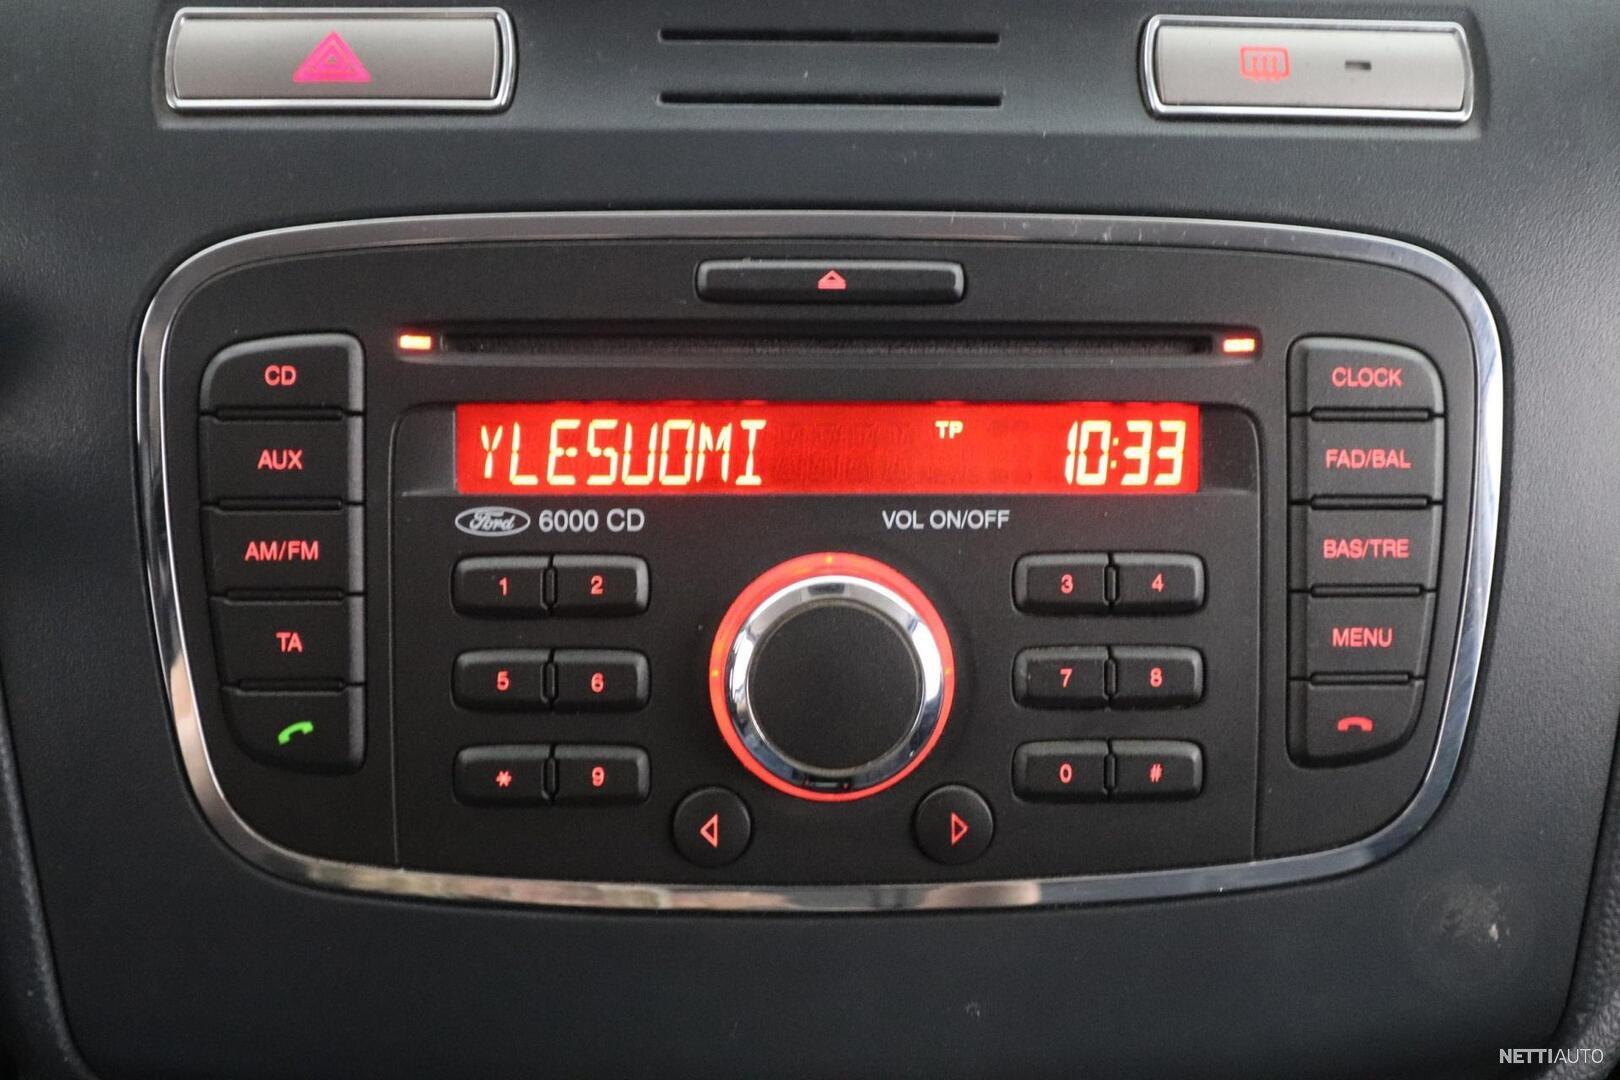 YLESUOMI TP 10:33
Ford 6000 CD
VOL ON/OFF
CD
AUX
AM/FM
TA
1 2
5 6
* 9
3 4
7 8
0 #
CLOCK
FAD/BAL
BAS/TRE
MENU
NETTIAUTO